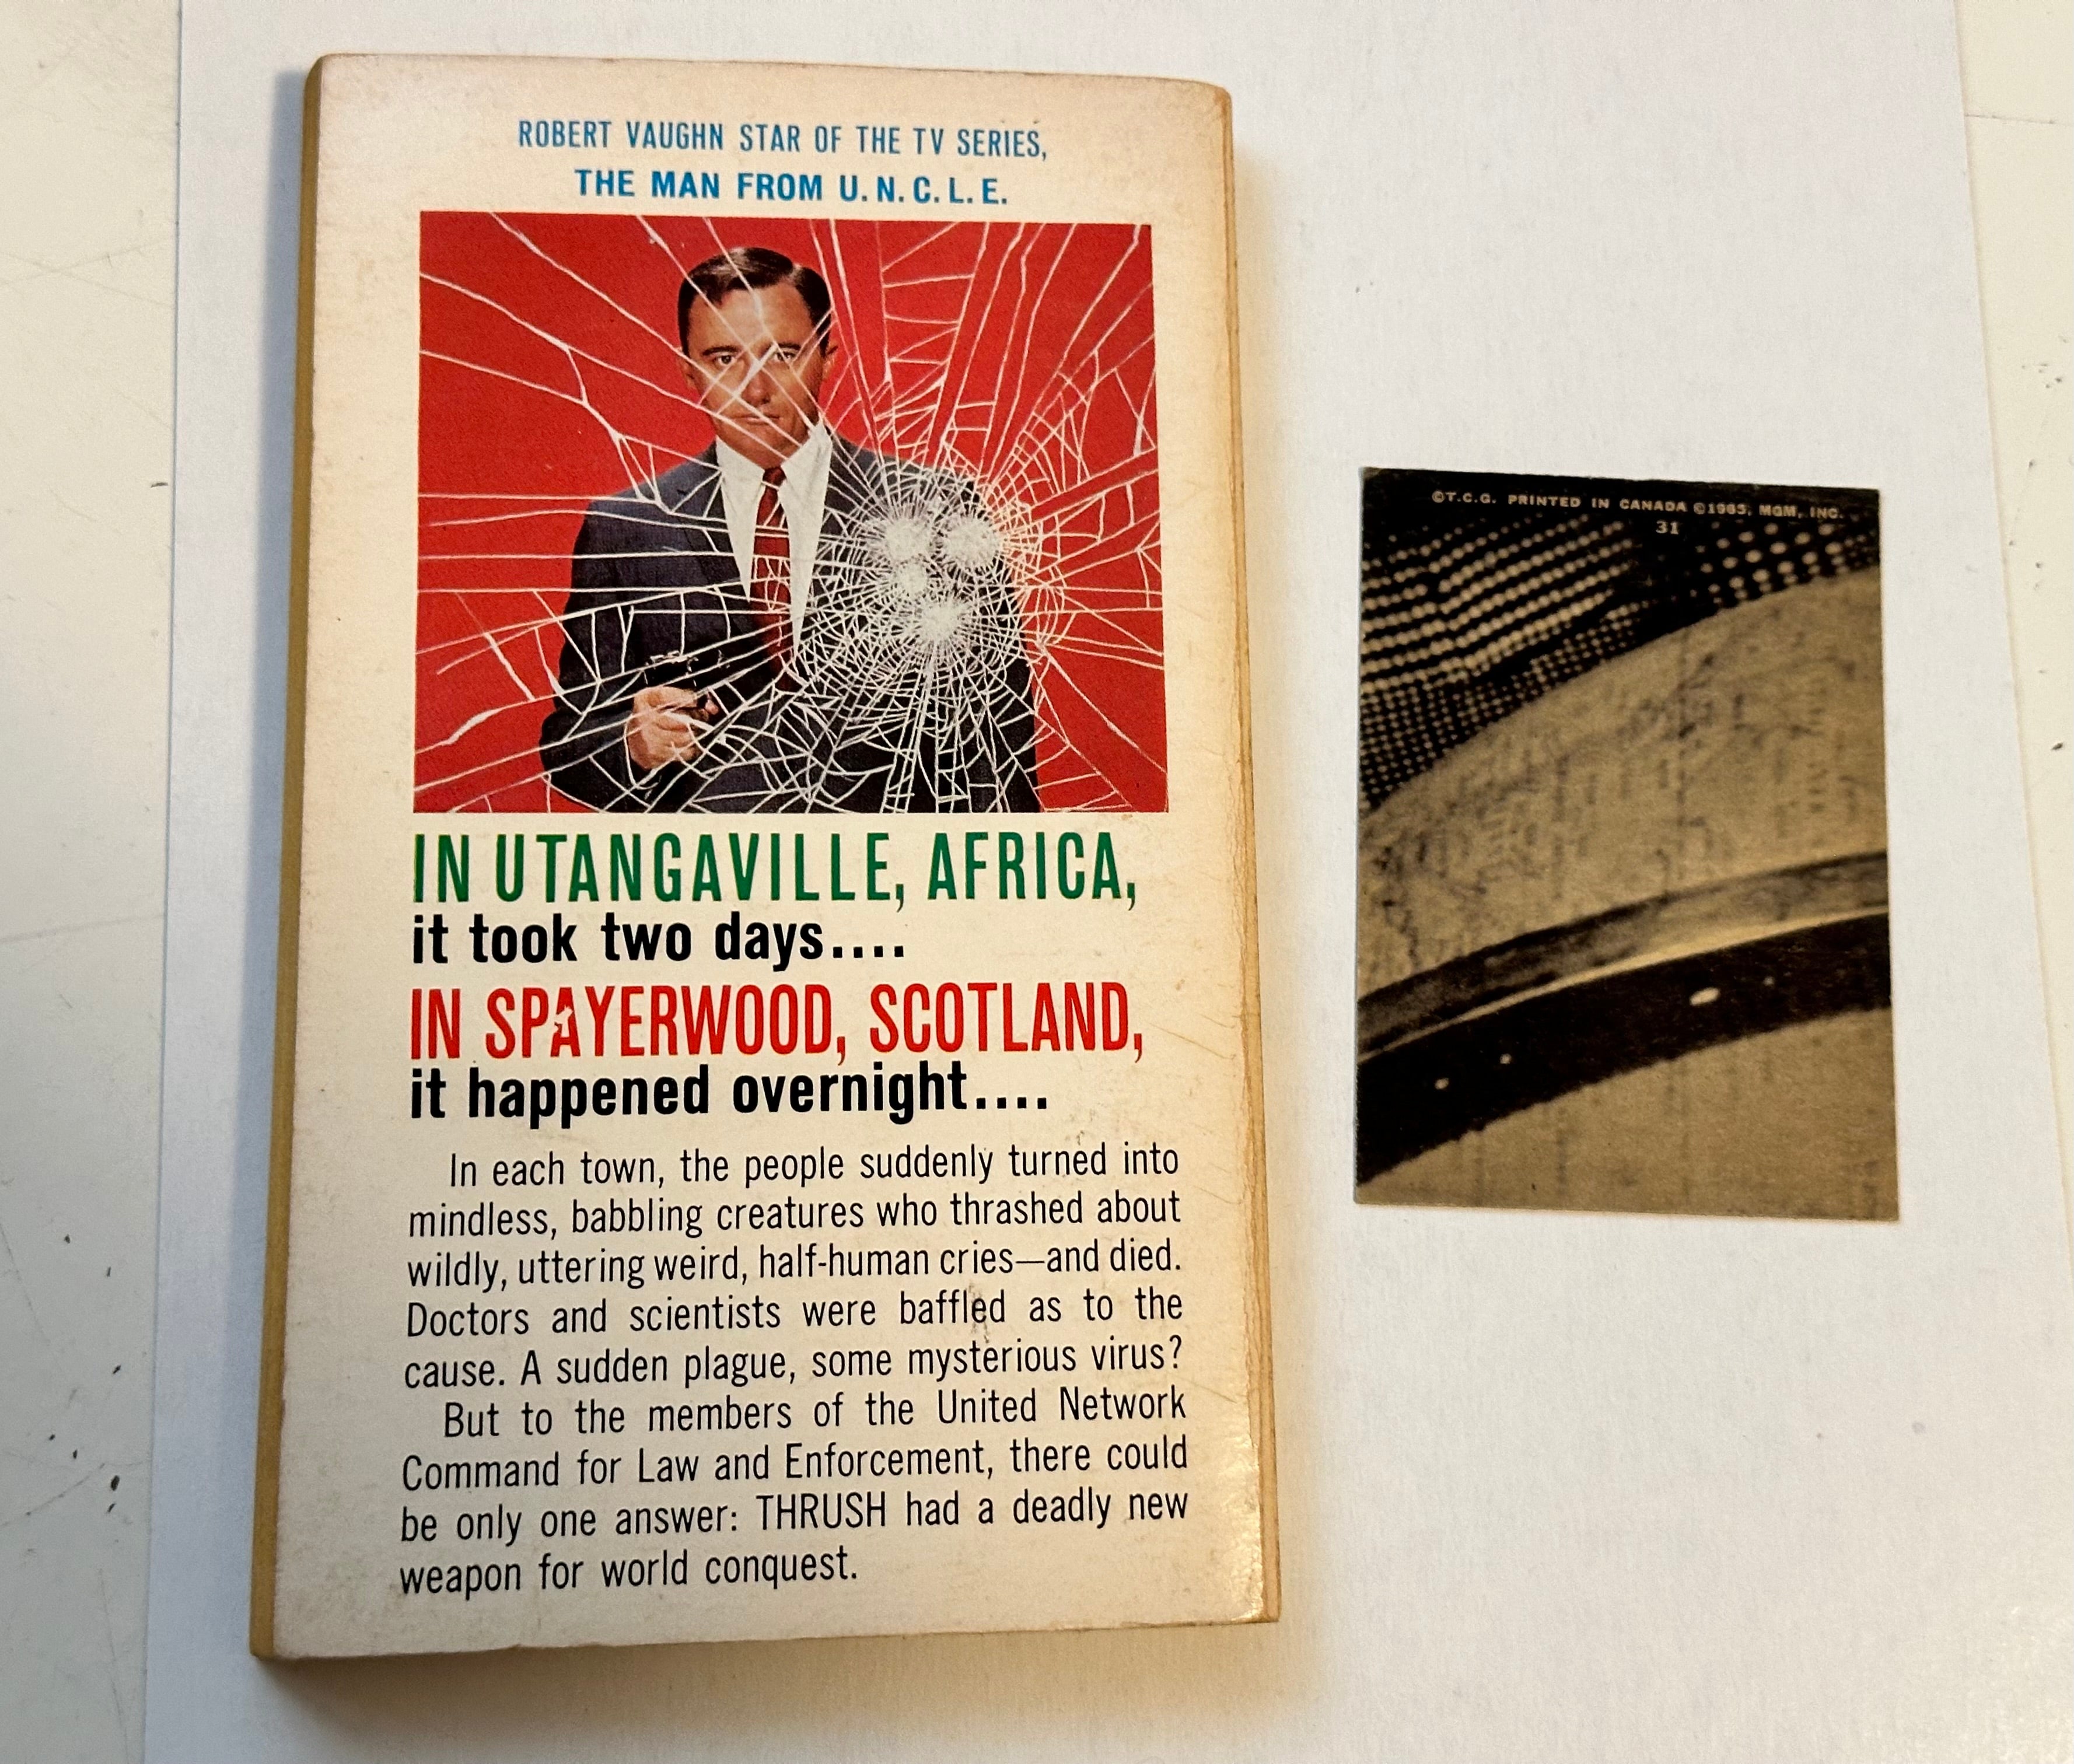 ROBERT VAUGHN STAR OF THE TV SERIES,
THE MAN FROM U.N.C.L.E.
IN UTANGAVILLE, AFRICA,
it took two days....
IN SPAYERWOOD, SCOTLAND,
it happened overnight....
In each town, the people suddenly turned into
mindless, babbling creatures who thrashed about
wildly, uttering weird, half-human cries—and died.
Doctors and scientists were baffled as to the
cause. A sudden plague, some mysterious virus?
But to the members of the United Network
Command for Law and Enforcement, there could
be only one answer: THRUSH had a deadly new
weapon for world conquest.
©T.C.G. PRINTED IN CANADA ©1965, MGM, INC.
31